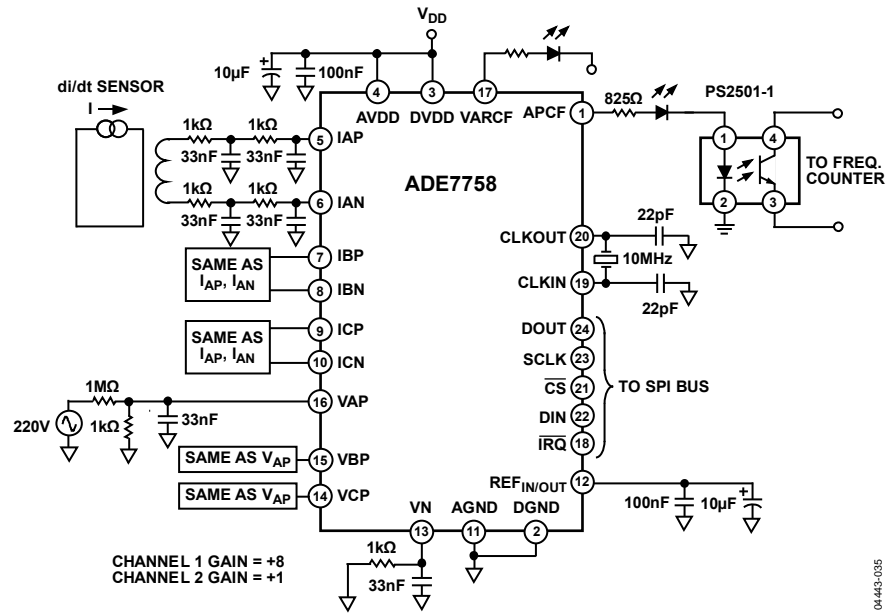 VDD
10µF
+
100nF
4
3
17
AVDD
DVDD
VARCF
APCF
1
825Ω
PS2501-1
1
4
2
3
TO FREQ.
COUNTER
di/dt SENSOR
I
1kΩ
1kΩ
33nF
33nF
5
IAP
1kΩ
1kΩ
33nF
33nF
6
IAN
ADE7758
SAME AS
IAP, IAN
7
IBP
8
IBN
SAME AS
IAP, IAN
9
ICP
10
ICN
CLKOUT
20
22pF
10MHz
CLKIN
19
22pF
DOUT
24
SCLK
23
CS
21
DIN
22
IRQ
18
TO SPI BUS
220V
1MΩ
1kΩ
33nF
16
VAP
SAME AS VAP
15
VBP
SAME AS VAP
14
VCP
REFIN/OUT
12
100nF
10µF
+
VN
AGND
DGND
13
11
2
1kΩ
33nF
CHANNEL 1 GAIN = +8
CHANNEL 2 GAIN = +1
04443-035